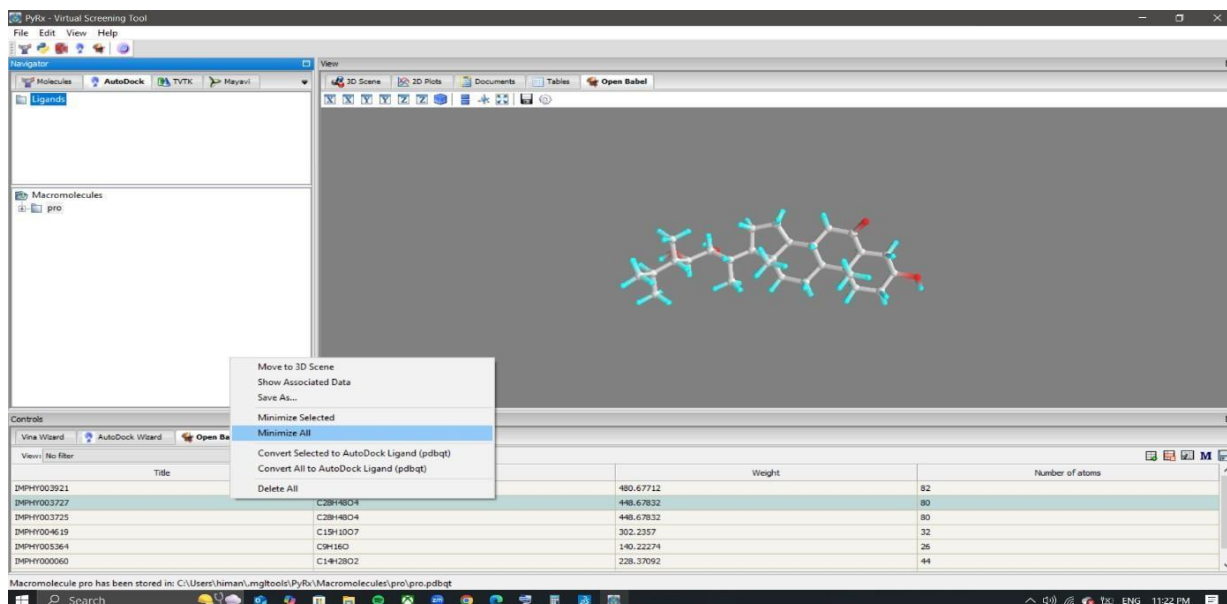 PyRx - Virtual Screening Tool
File Edit View Help
Navigator
View
Molecules AutoDock TVTK Mayavi
3D Scene 2D Plots Documents Tables Open Babel
Ligands
X X Y Y Z Z
Macromolecules
pro
Move to 3D Scene
Show Associated Data
Save As...
Minimize Selected
Minimize All
Convert Selected to AutoDock Ligand (pdbqt)
Convert All to AutoDock Ligand (pdbqt)
Delete All
Controls
Vina Wizard AutoDock Wizard Open Ba
View: No filter
M
Title Weight Number of atoms
IMPHY003921 480.67712 82
IMPHY003727 C28H48O4 448.67832 80
IMPHY003725 C28H48O4 448.67832 80
IMPHY004619 C15H10O7 302.2357 32
IMPHY005364 C9H16O 140.22274 26
IMPHY000060 C14H28O2 228.37092 44
Macromolecule pro has been stored in: C:\Users\himan\.mgltools\PyRx\Macromolecules\pro\pro.pdbqt
Search
ENG 11:22 PM